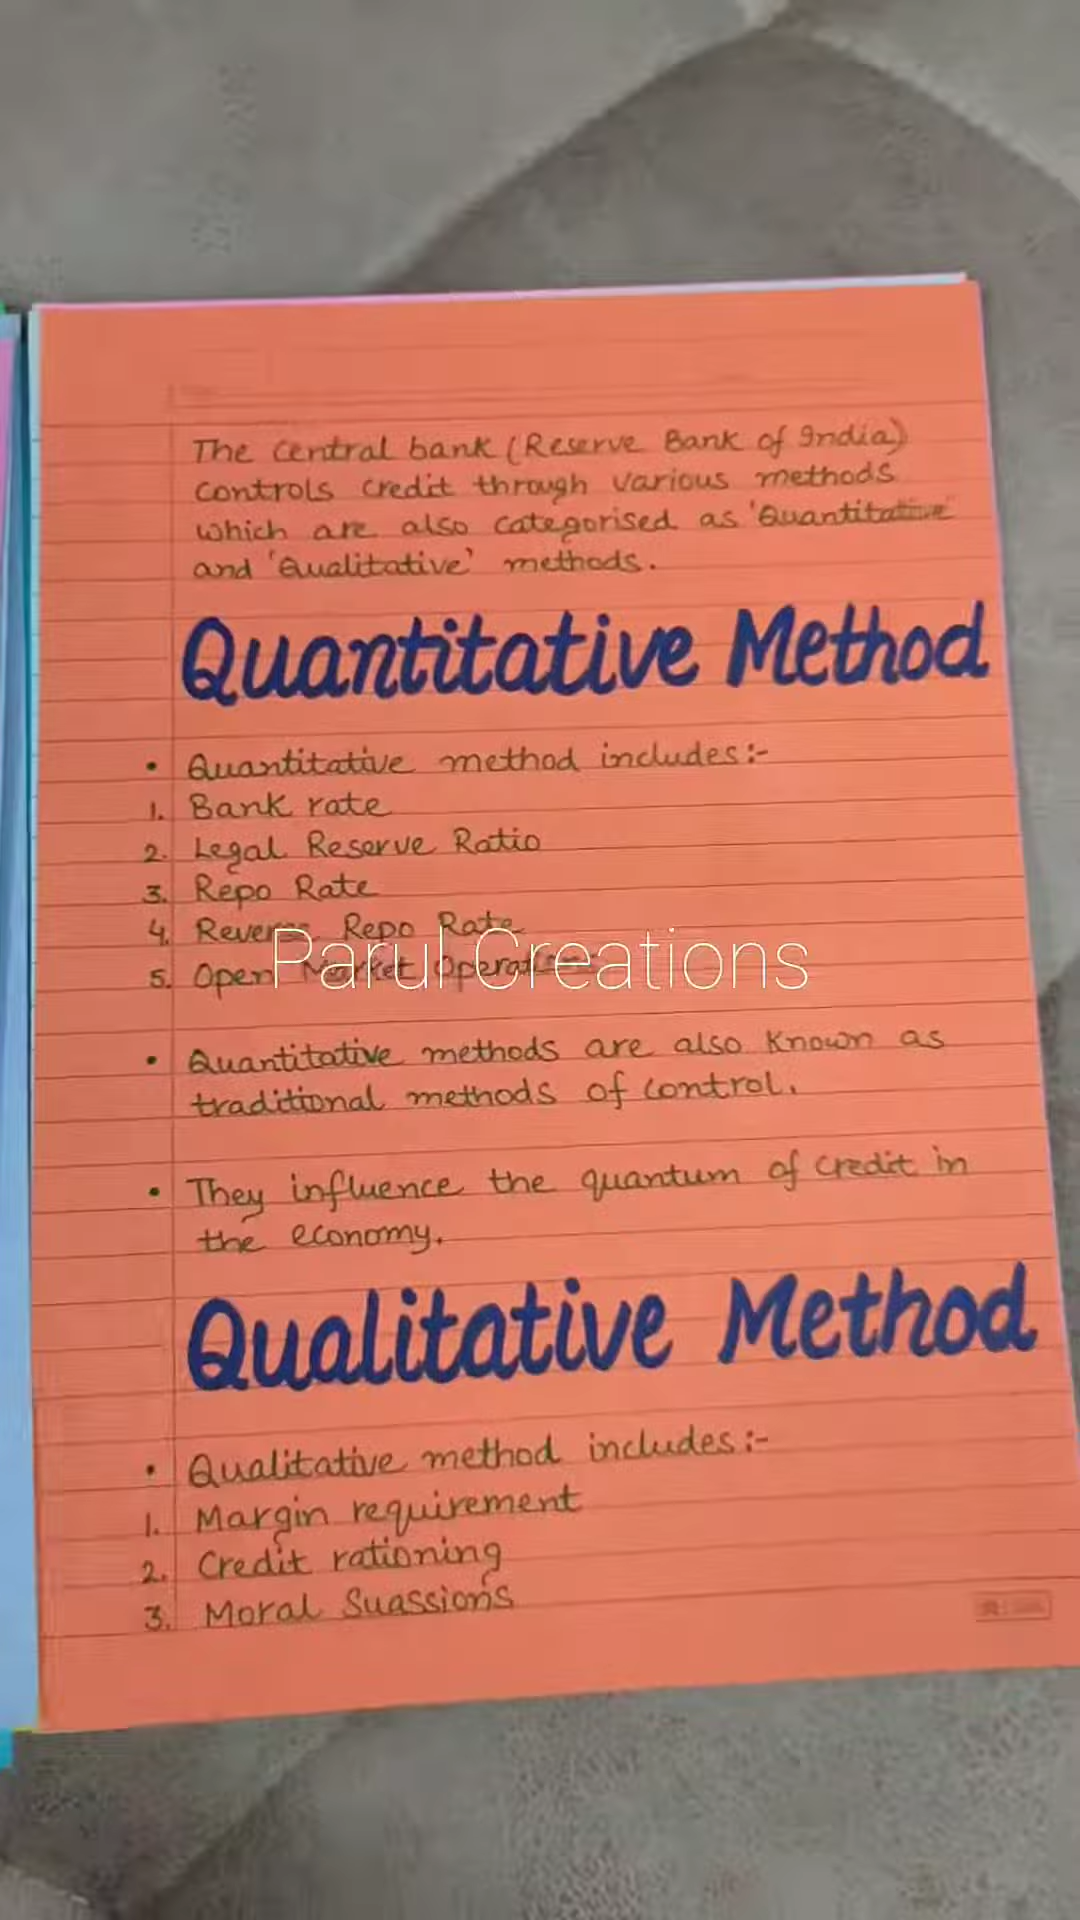 The central bank (Reserve Bank of India)
controls credit through various methods
which are also categorised as 'Quantitative'
and 'Qualitative' methods.
Quantitative Method
• Quantitative method includes:-
1. Bank rate
2. Legal Reserve Ratio
3. Repo Rate
4. Reverse Repo Rate
5. Open Market Operations
Parul Creations
• Quantitative methods are also known as
traditional methods of control.
• They influence the quantum of credit in
the economy.
Qualitative Method
• Qualitative method includes:-
1. Margin requirement
2. Credit rationing
3. Moral Suassions